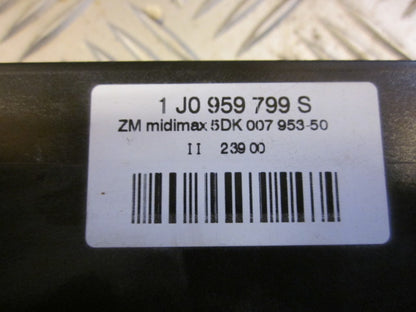 1 J0 959 799 S
ZM midimax 5DK 007 953-50
II 239 00